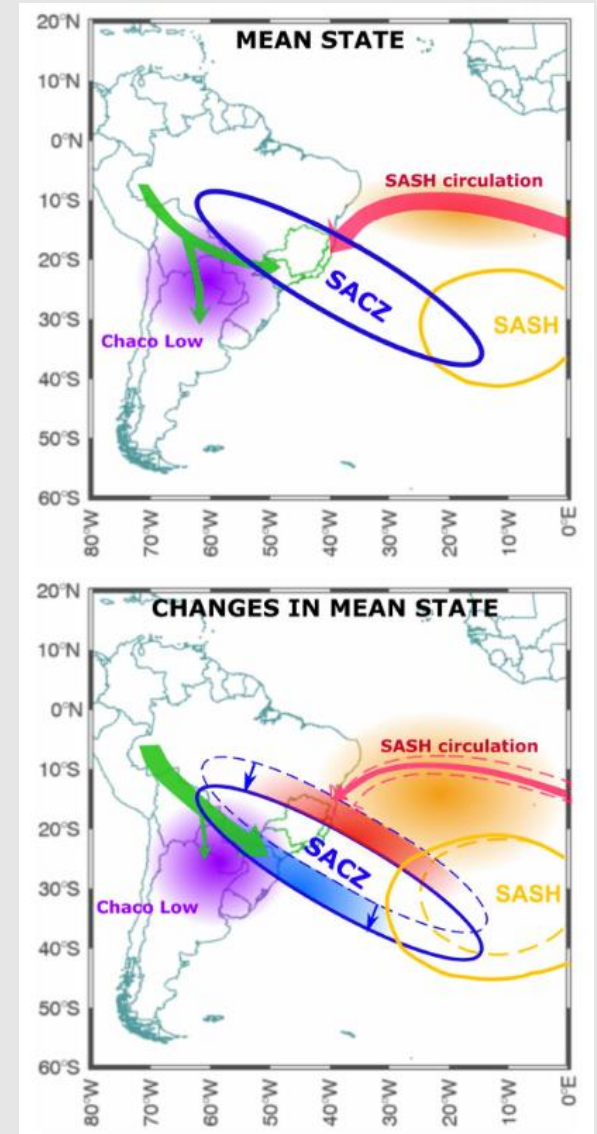 MEAN STATE
20°N
10°N
0°N
10°S
20°S
30°S
40°S
50°S
60°S
SASH circulation
SACZ
SASH
Chaco Low
80°W
70°W
60°W
50°W
40°W
30°W
20°W
10°W
0°E
CHANGES IN MEAN STATE
20°N
10°N
0°N
10°S
20°S
30°S
40°S
50°S
60°S
SASH circulation
SACZ
SASH
Chaco Low
80°W
70°W
60°W
50°W
40°W
30°W
20°W
10°W
0°E